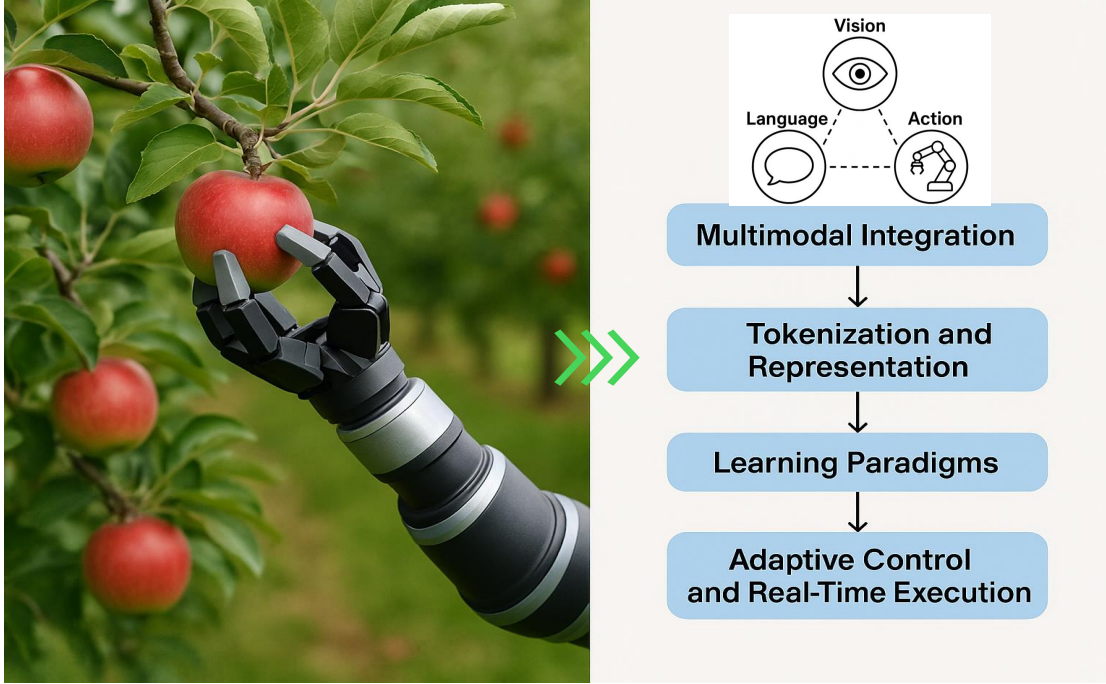 Vision
Language
Action
Multimodal Integration
Tokenization and
Representation
Learning Paradigms
Adaptive Control
and Real-Time Execution